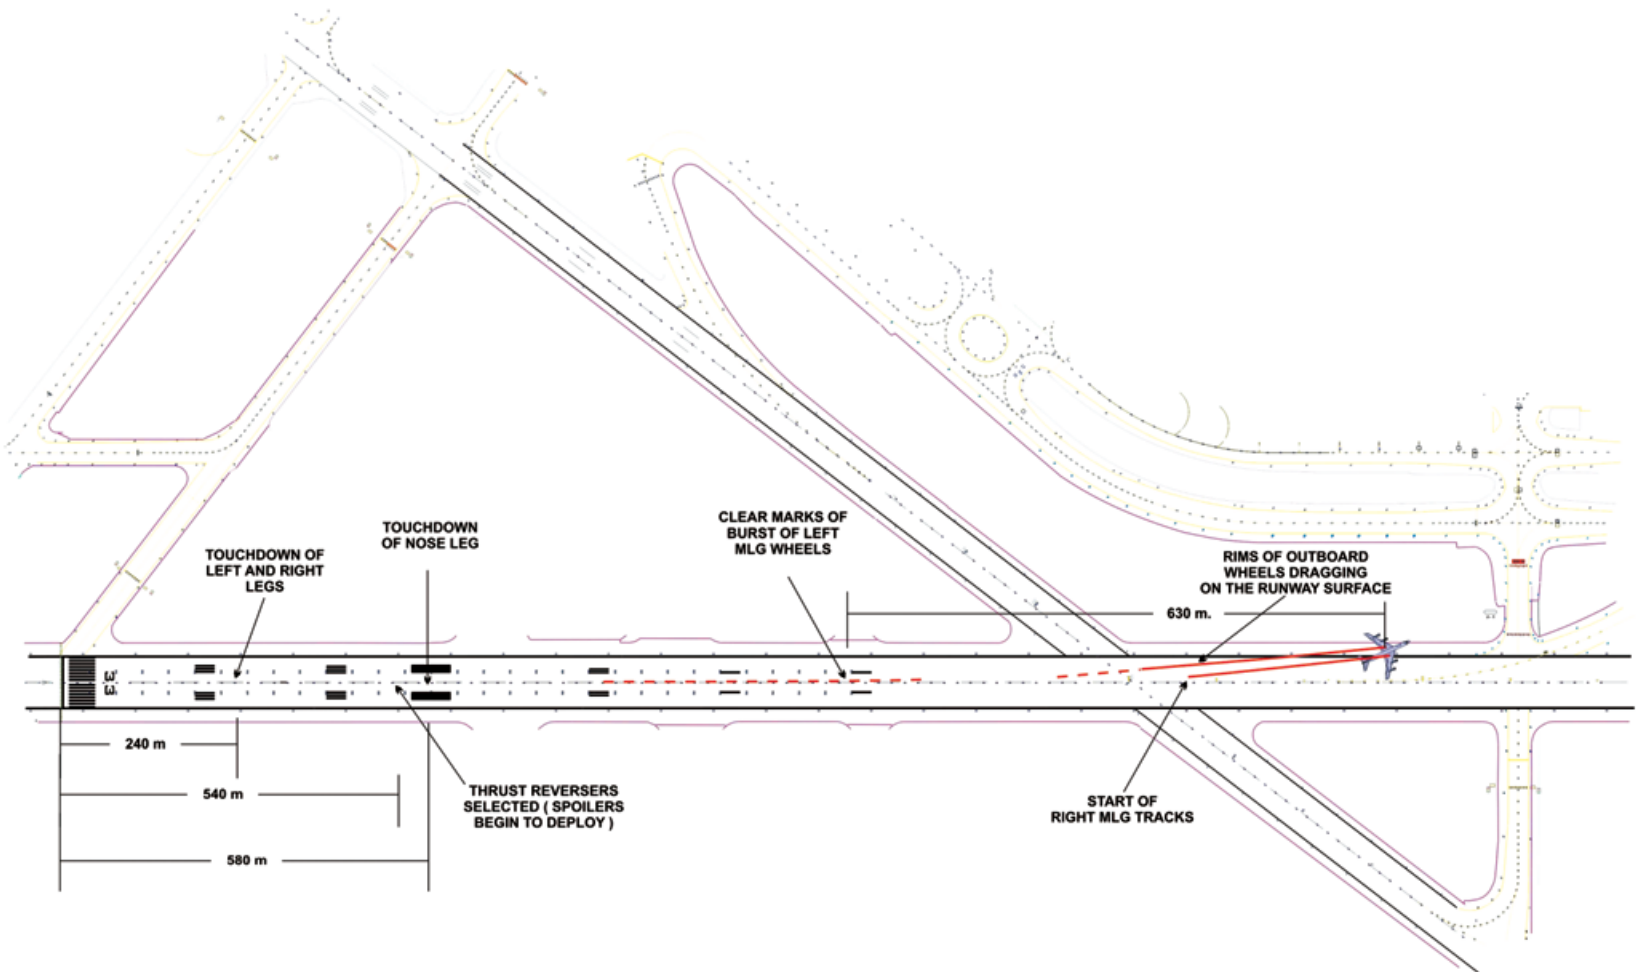 CLEAR MARKS OF
BURST OF LEFT
MLG WHEELS
TOUCHDOWN
OF NOSE LEG
TOUCHDOWN OF
LEFT AND RIGHT
LEGS
RIMS OF OUTBOARD
WHEELS DRAGGING
ON THE RUNWAY SURFACE
630 m.
33
240 m
540 m
THRUST REVERSERS
SELECTED ( SPOILERS
BEGIN TO DEPLOY )
START OF
RIGHT MLG TRACKS
580 m